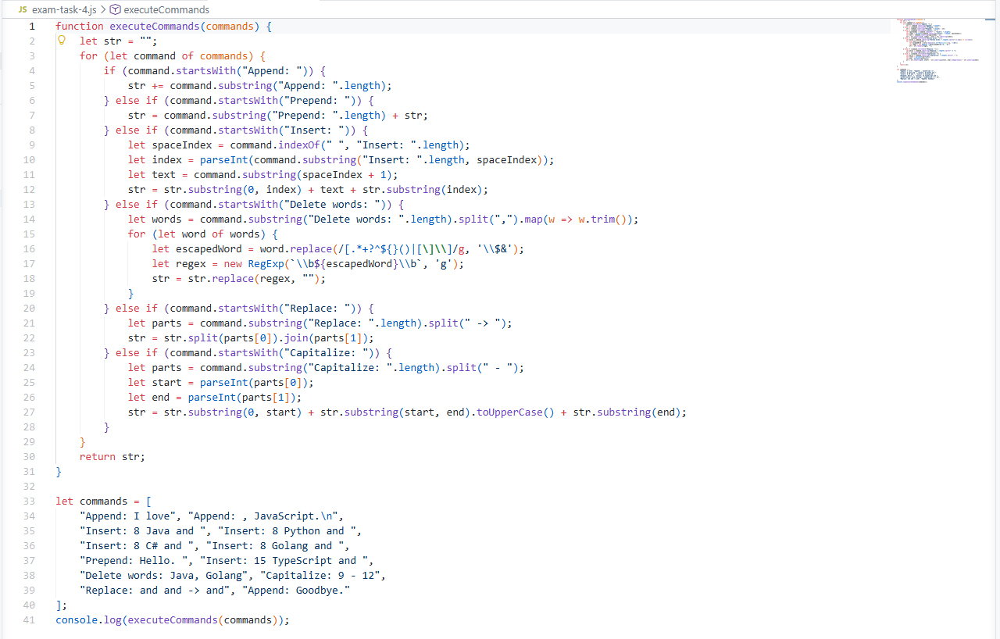 JS exam-task-4.js > executeCommands
1 function executeCommands(commands) {
2 let str = "";
3 for (let command of commands) {
4 if (command.startsWith("Append: ")) {
5 str += command.substring("Append: ".length);
6 } else if (command.startsWith("Prepend: ")) {
7 str = command.substring("Prepend: ".length) + str;
8 } else if (command.startsWith("Insert: ")) {
9 let spaceIndex = command.indexOf(" ", "Insert: ".length);
10 let index = parseInt(command.substring("Insert: ".length, spaceIndex));
11 let text = command.substring(spaceIndex + 1);
12 str = str.substring(0, index) + text + str.substring(index);
13 } else if (command.startsWith("Delete words: ")) {
14 let words = command.substring("Delete words: ".length).split(",").map(w => w.trim());
15 for (let word of words) {
16 let escapedWord = word.replace(/[.*+?^${}()|[\]\\]/g, '\\$&');
17 let regex = new RegExp(`\\b${escapedWord}\\b`, 'g');
18 str = str.replace(regex, "");
19 }
20 } else if (command.startsWith("Replace: ")) {
21 let parts = command.substring("Replace: ".length).split(" -> ");
22 str = str.split(parts[0]).join(parts[1]);
23 } else if (command.startsWith("Capitalize: ")) {
24 let parts = command.substring("Capitalize: ".length).split(" - ");
25 let start = parseInt(parts[0]);
26 let end = parseInt(parts[1]);
27 str = str.substring(0, start) + str.substring(start, end).toUpperCase() + str.substring(end);
28 }
29 }
30 return str;
31 }
32
33 let commands = [
34 "Append: I love", "Append: , JavaScript.\n",
35 "Insert: 8 Java and ", "Insert: 8 Python and ",
36 "Insert: 8 C# and ", "Insert: 8 Golang and ",
37 "Prepend: Hello. ", "Insert: 15 TypeScript and ",
38 "Delete words: Java, Golang", "Capitalize: 9 - 12",
39 "Replace: and and -> and", "Append: Goodbye."
40 ];
41 console.log(executeCommands(commands));